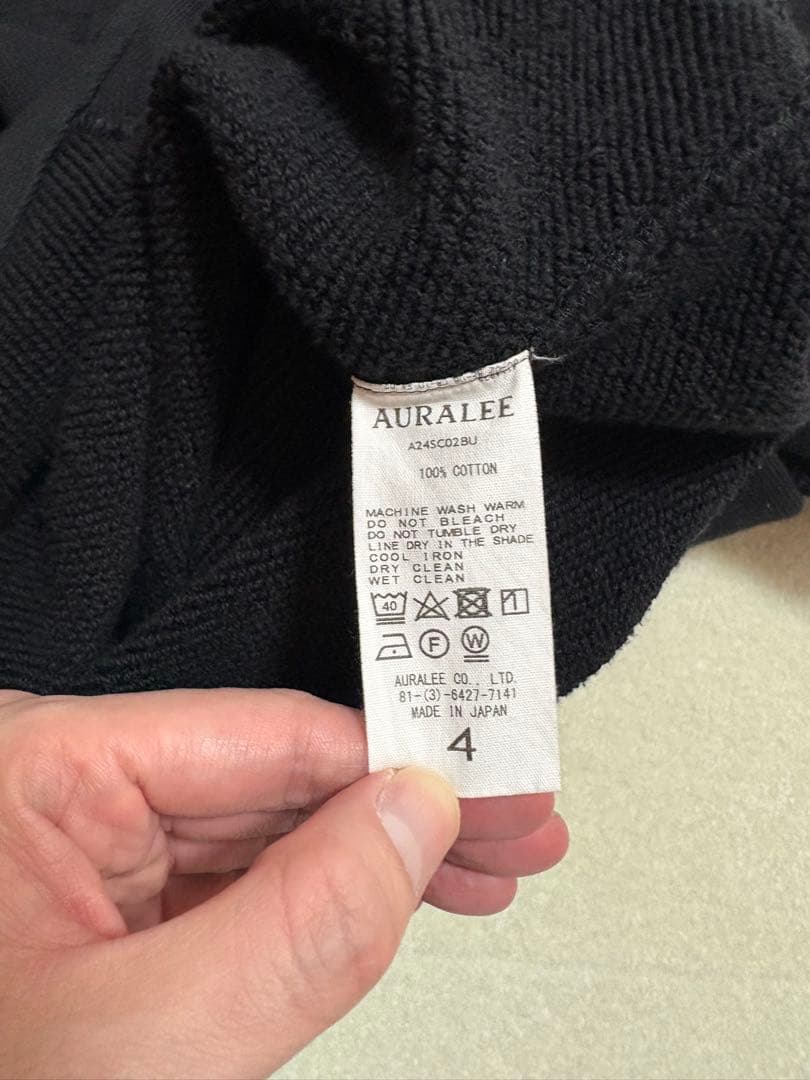 AURALEE
A24SC02BU
100% COTTON
MACHINE WASH WARM
DO NOT BLEACH
DO NOT TUMBLE DRY
LINE DRY IN THE SHADE
COOL IRON
DRY CLEAN
WET CLEAN
40
F W
AURALEE CO., LTD.
81-(3)-6427-7141
MADE IN JAPAN
4